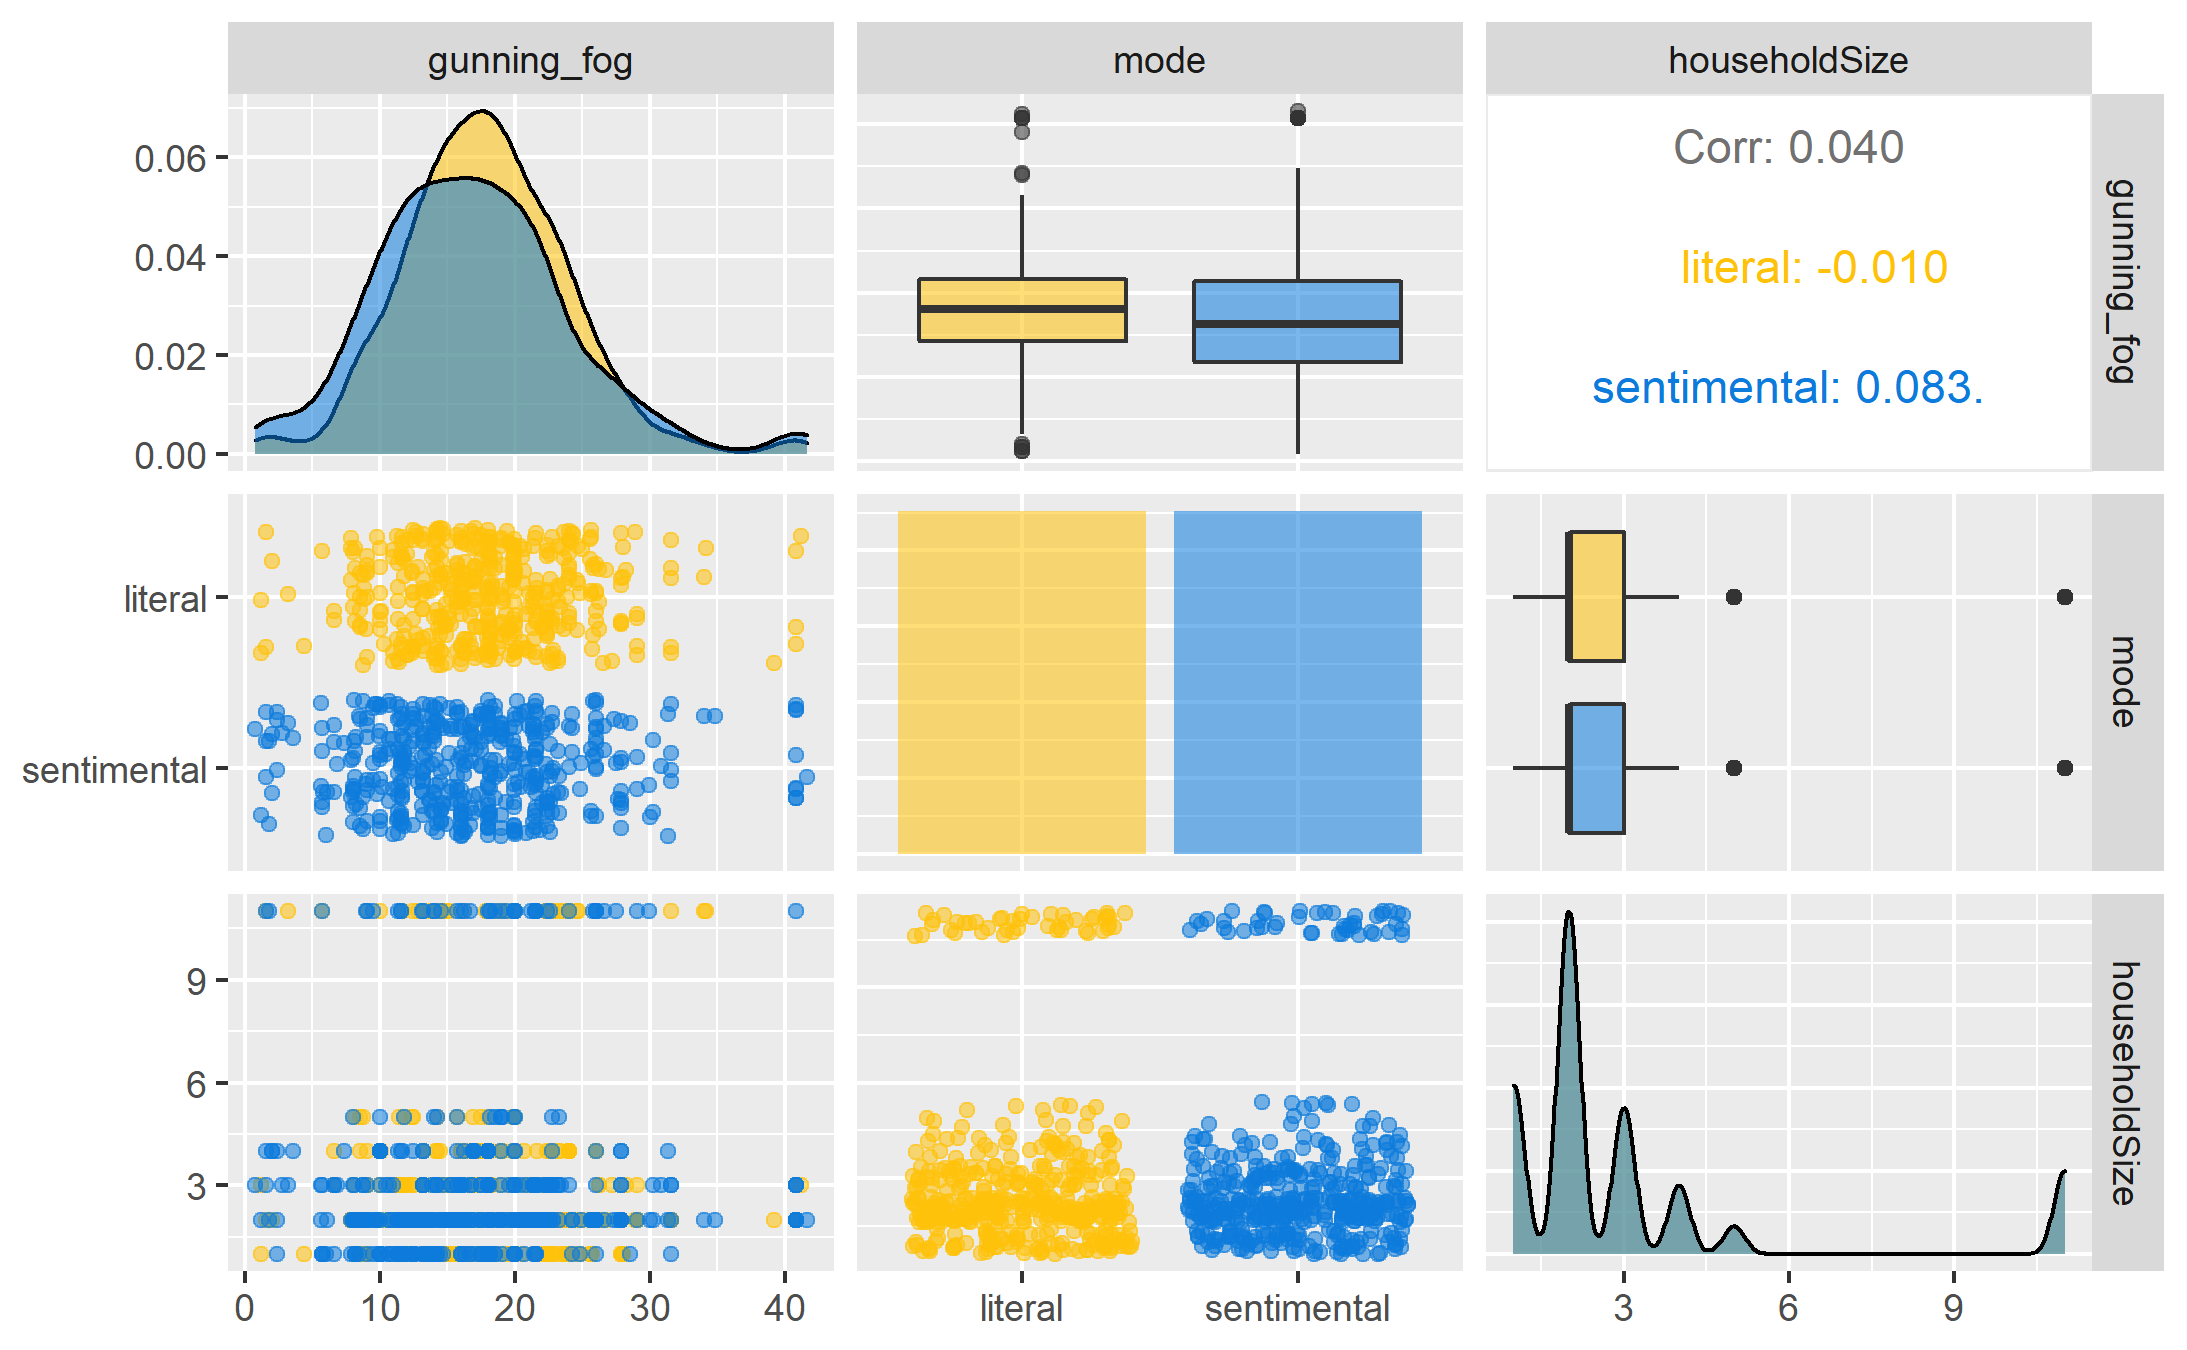 gunning_fog mode householdSize
0.06
0.04
0.02
0.00
Corr: 0.040
literal: -0.010
sentimental: 0.083.
gunning_fog
literal
sentimental
mode
9
6
3
householdSize
0 10 20 30 40
literal sentimental
3 6 9